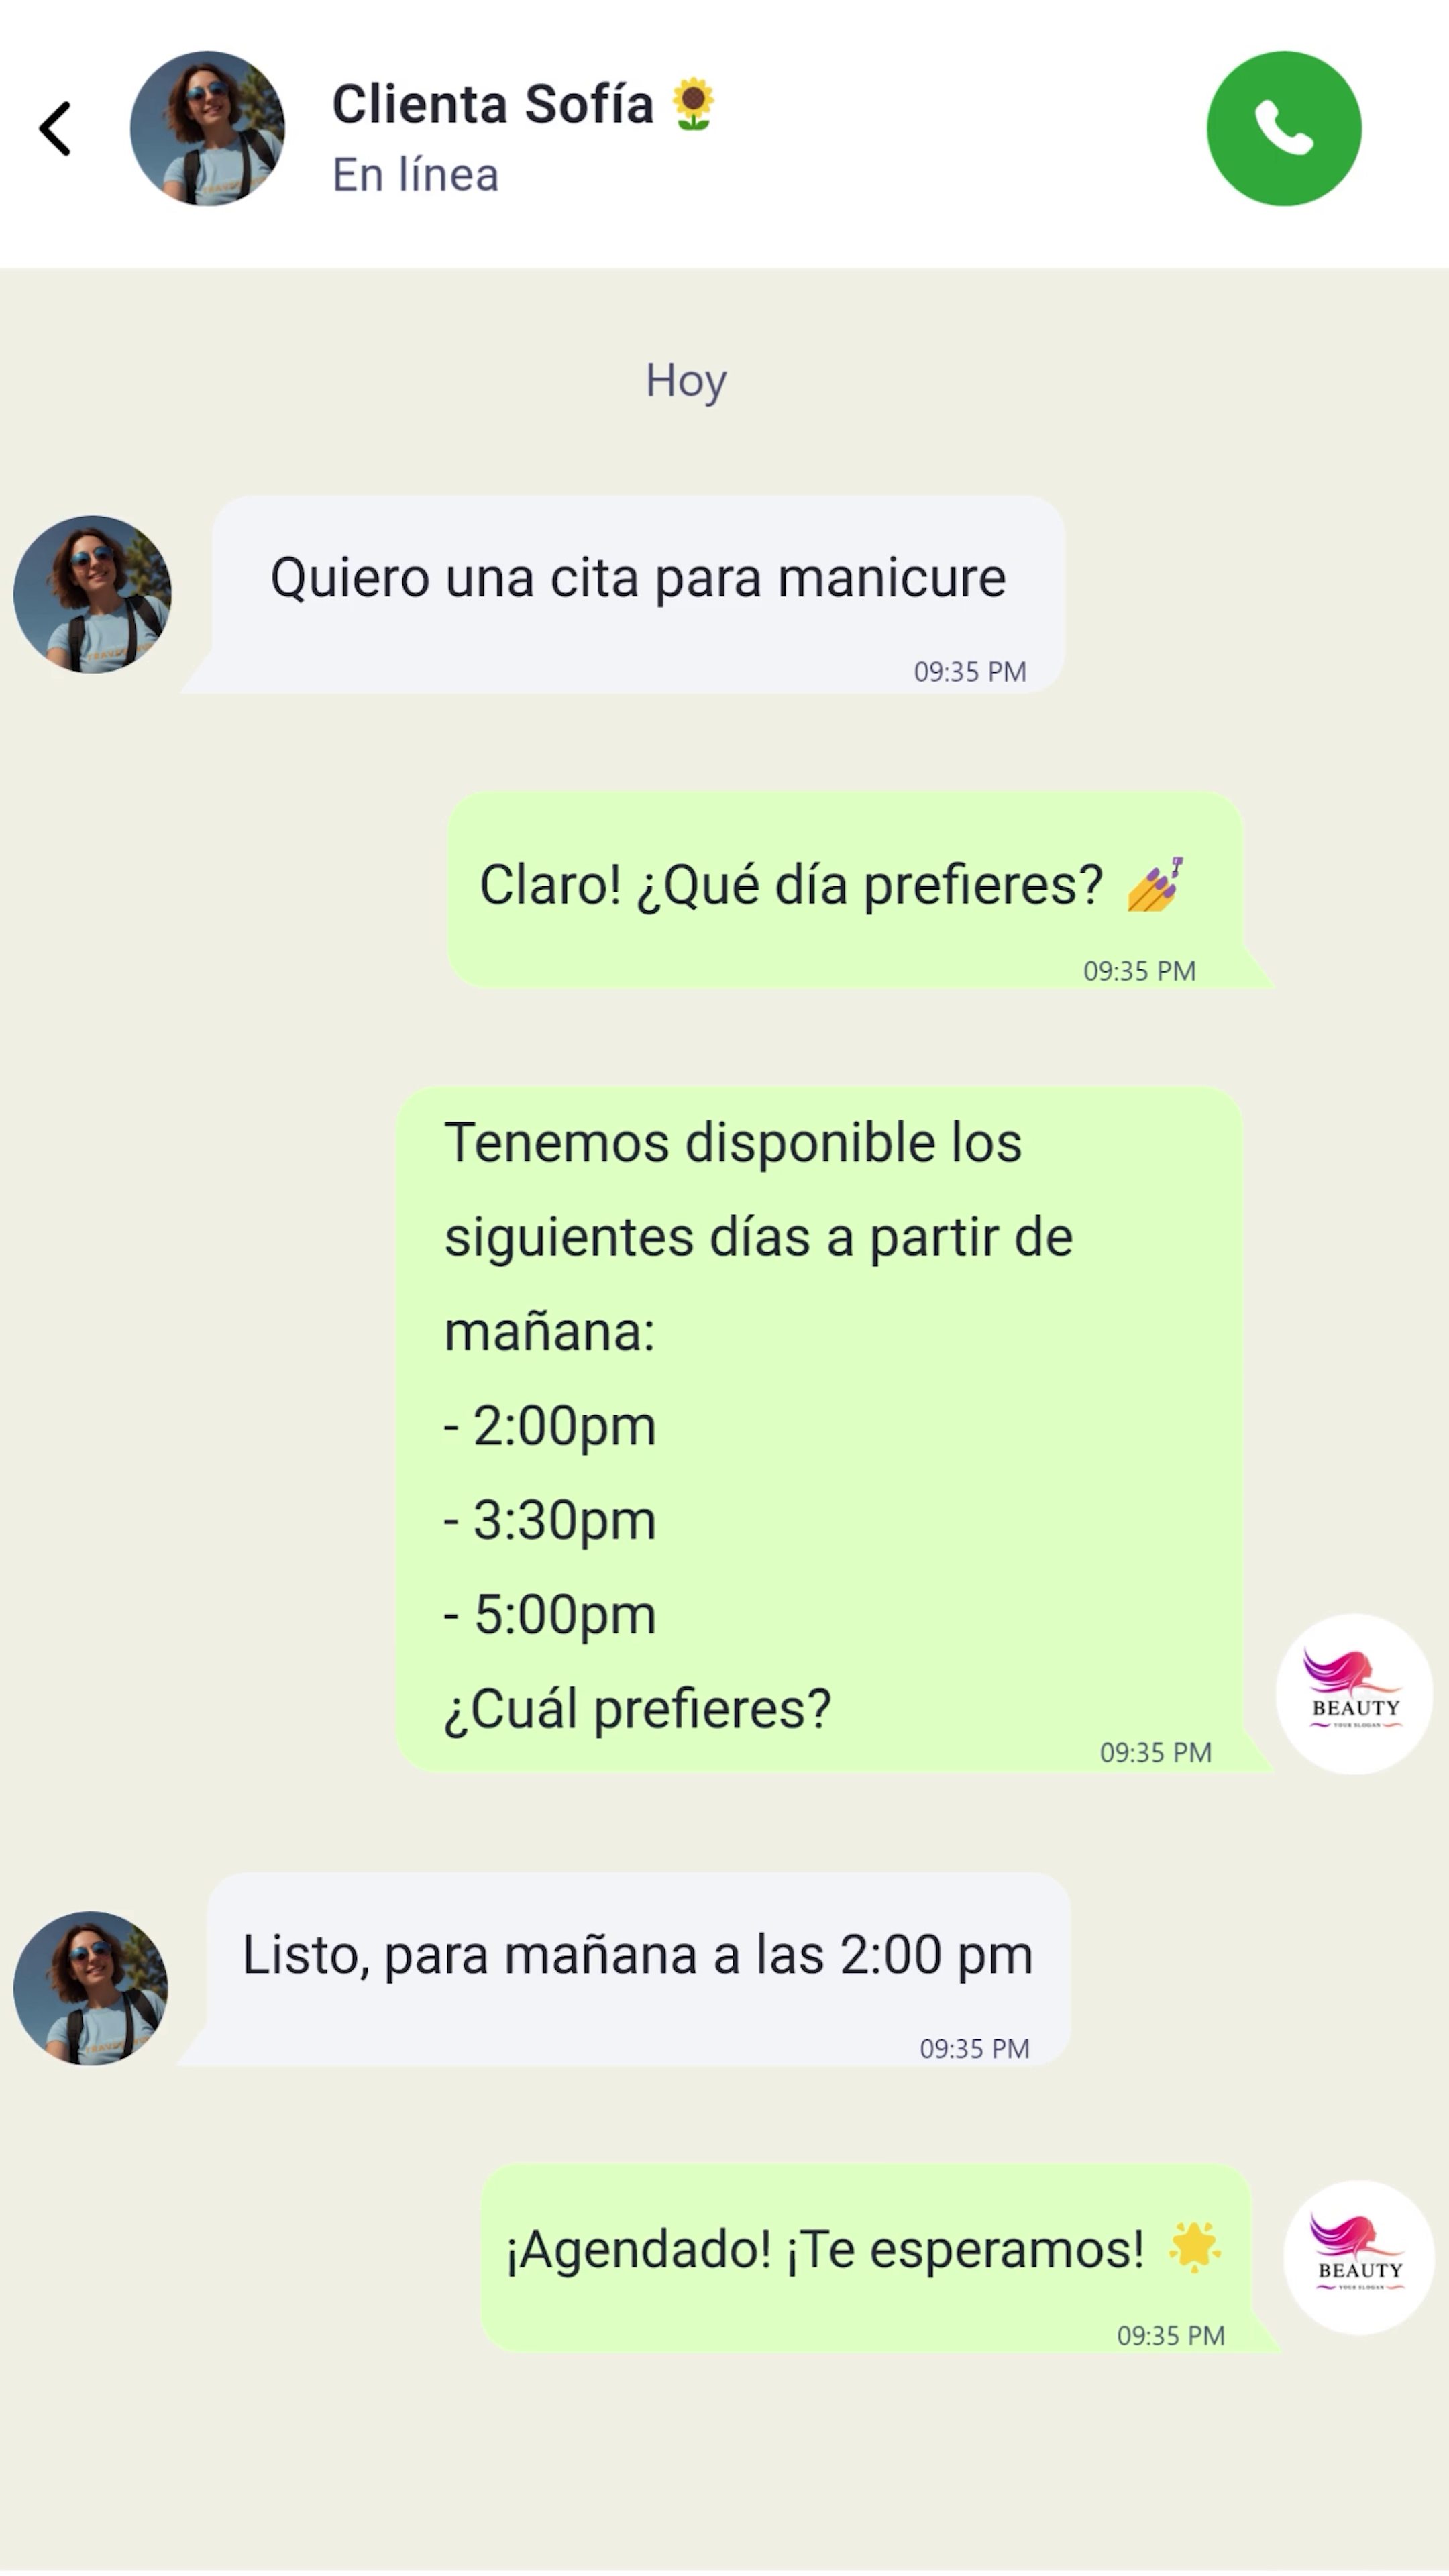 Clienta Sofía 🌻
En línea
Hoy
Quiero una cita para manicure
09:35 PM
Claro! ¿Qué día prefieres? 💅
09:35 PM
Tenemos disponible los
siguientes días a partir de
mañana:
- 2:00pm
- 3:30pm
- 5:00pm
¿Cuál prefieres?
09:35 PM
BEAUTY
YOUR SLOGAN
Listo, para mañana a las 2:00 pm
09:35 PM
¡Agendado! ¡Te esperamos! 🌟
09:35 PM
BEAUTY
YOUR SLOGAN